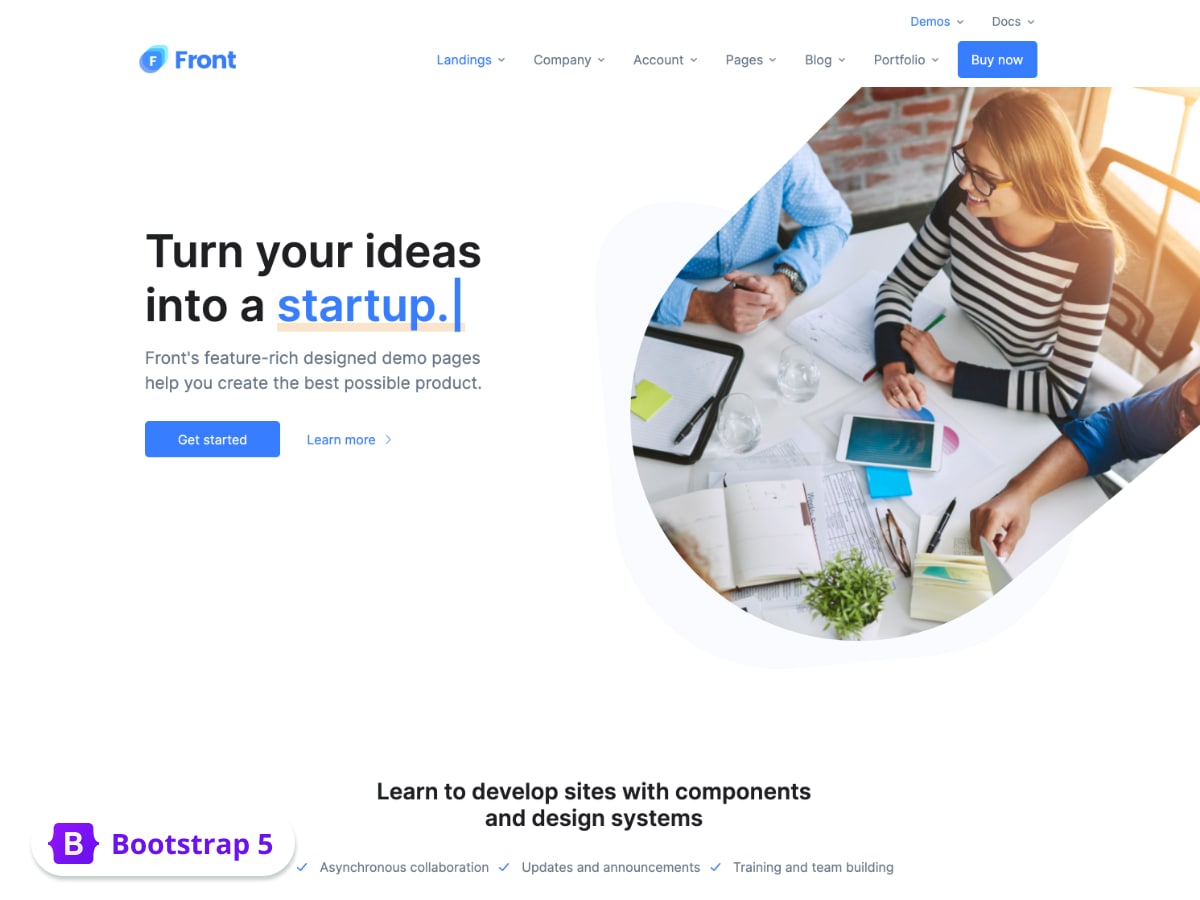 Demos Docs
F Front
Landings Company Account Pages Blog Portfolio Buy now
Turn your ideas
into a startup.
Front's feature-rich designed demo pages
help you create the best possible product.
Get started Learn more
Learn to develop sites with components
and design systems
B Bootstrap 5
Asynchronous collaboration Updates and announcements Training and team building